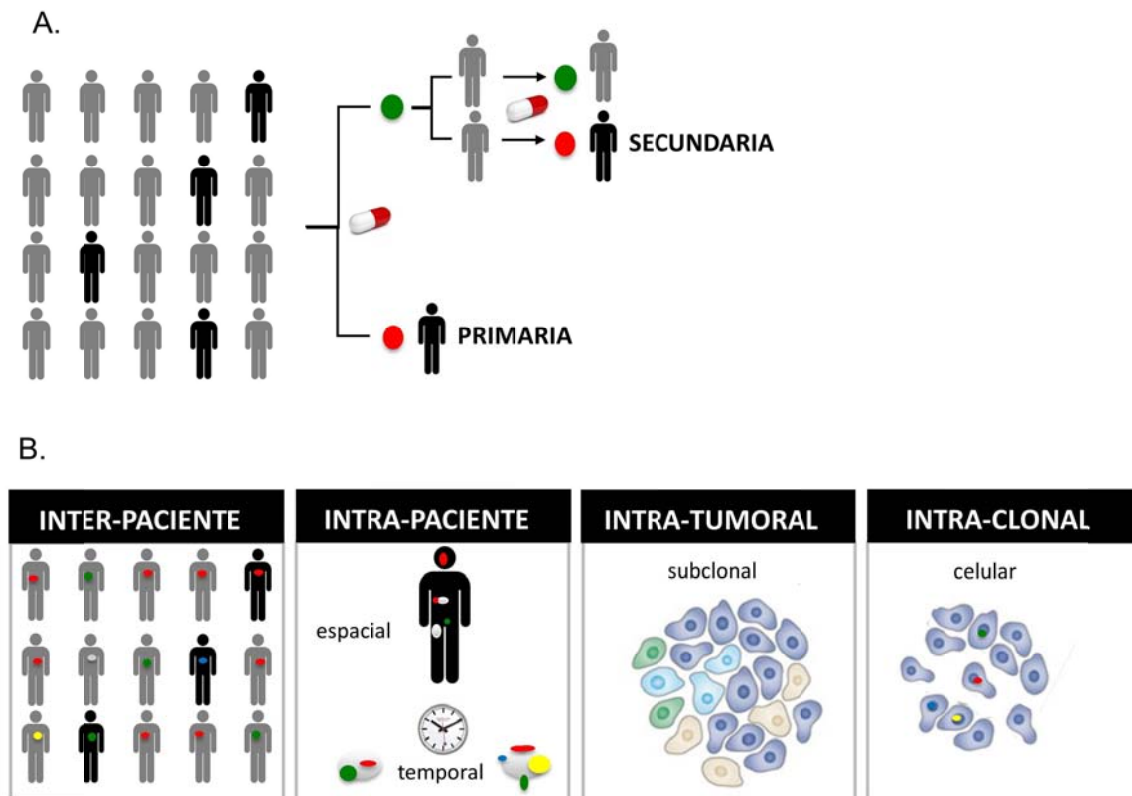 A.
SECUNDARIA
PRIMARIA
B.
INTER-PACIENTE
INTRA-PACIENTE
INTRA-TUMORAL
INTRA-CLONAL
espacial
temporal
subclonal
celular